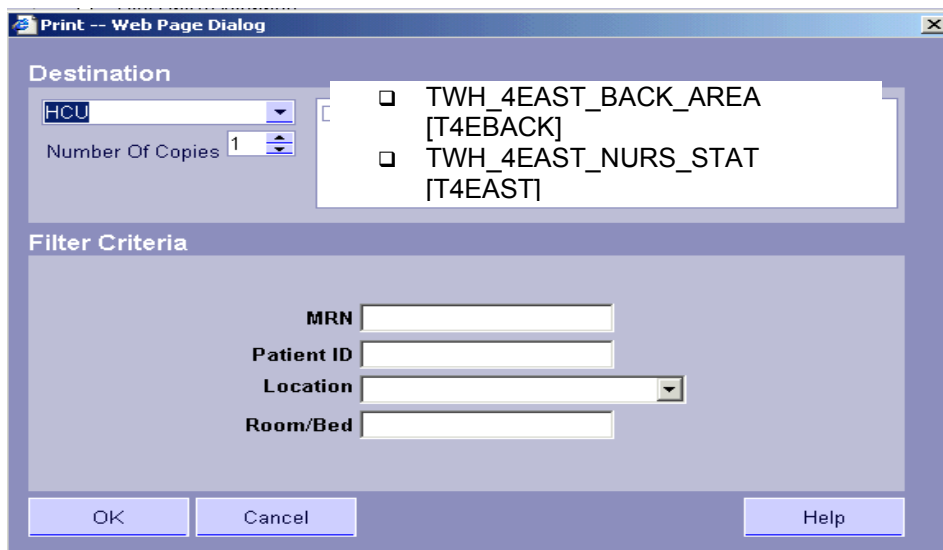 Print -- Web Page Dialog
Destination
HCU
Number Of Copies 1
TWH_4EAST_BACK_AREA
[T4EBACK]
TWH_4EAST_NURS_STAT
[T4EAST]
Filter Criteria
MRN
Patient ID
Location
Room/Bed
OK Cancel Help